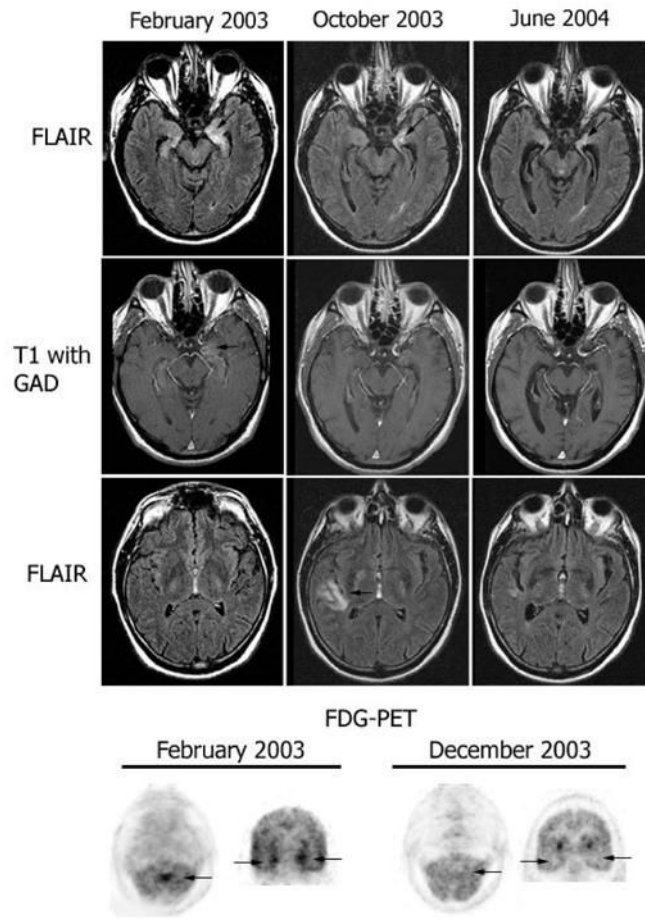 February 2003 October 2003 June 2004
FLAIR
T1 with
GAD
FLAIR
FDG-PET
February 2003 December 2003